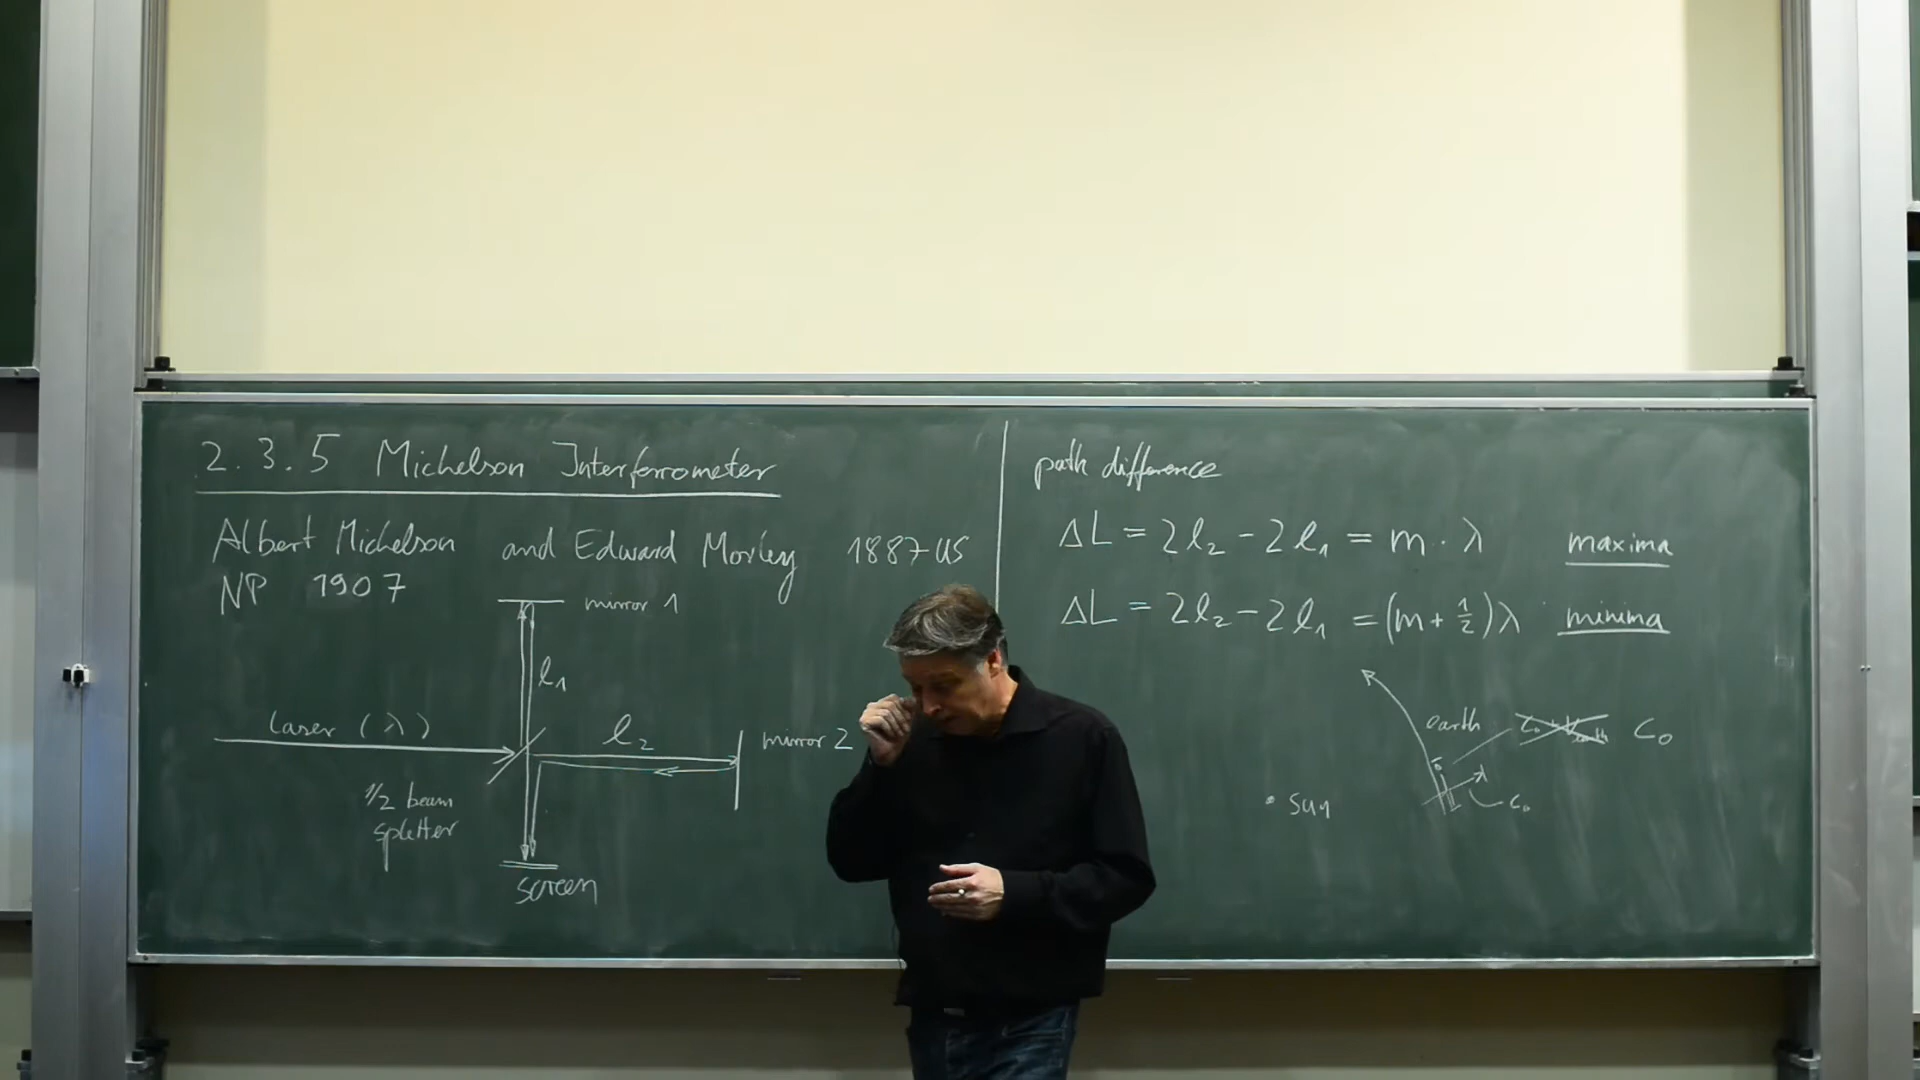 2.3.5 Michelson Interferrometer
Albert Michelson and Edward Morley 1887 US
NP 1907
mirror 1
l₁
laser (λ)
l₂
mirror 2
1/2 beam
spletter
screen
path difference
ΔL = 2l₂ - 2l₁ = m · λ maxima
ΔL = 2l₂ - 2l₁ = (m + 1/2)λ minima
earth
C₀
sun
C₀